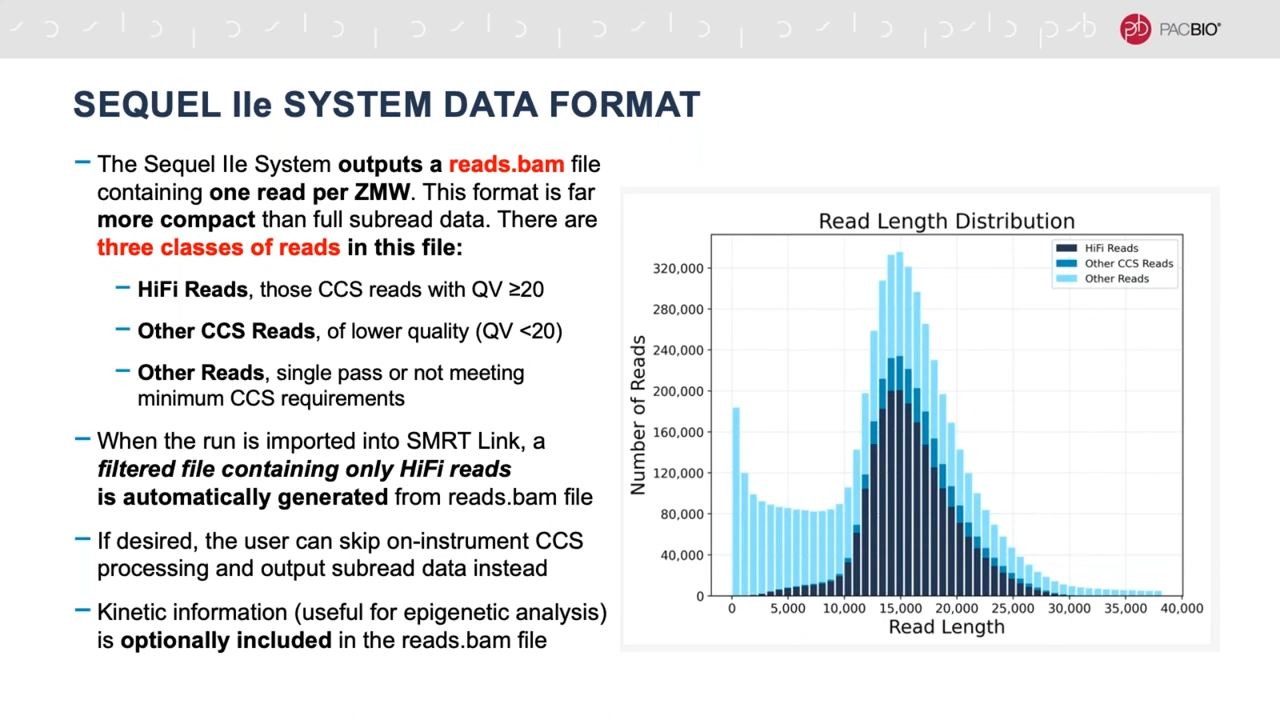 PACBIO®
SEQUEL IIe SYSTEM DATA FORMAT
– The Sequel IIe System outputs a reads.bam file
containing one read per ZMW. This format is far
more compact than full subread data. There are
three classes of reads in this file:
– HiFi Reads, those CCS reads with QV ≥20
– Other CCS Reads, of lower quality (QV <20)
– Other Reads, single pass or not meeting
minimum CCS requirements
– When the run is imported into SMRT Link, a
filtered file containing only HiFi reads
is automatically generated from reads.bam file
– If desired, the user can skip on-instrument CCS
processing and output subread data instead
– Kinetic information (useful for epigenetic analysis)
is optionally included in the reads.bam file
Read Length Distribution
HiFi Reads
Other CCS Reads
Other Reads
Number of Reads
320,000
280,000
240,000
200,000
160,000
120,000
80,000
40,000
0
0 5,000 10,000 15,000 20,000 25,000 30,000 35,000 40,000
Read Length